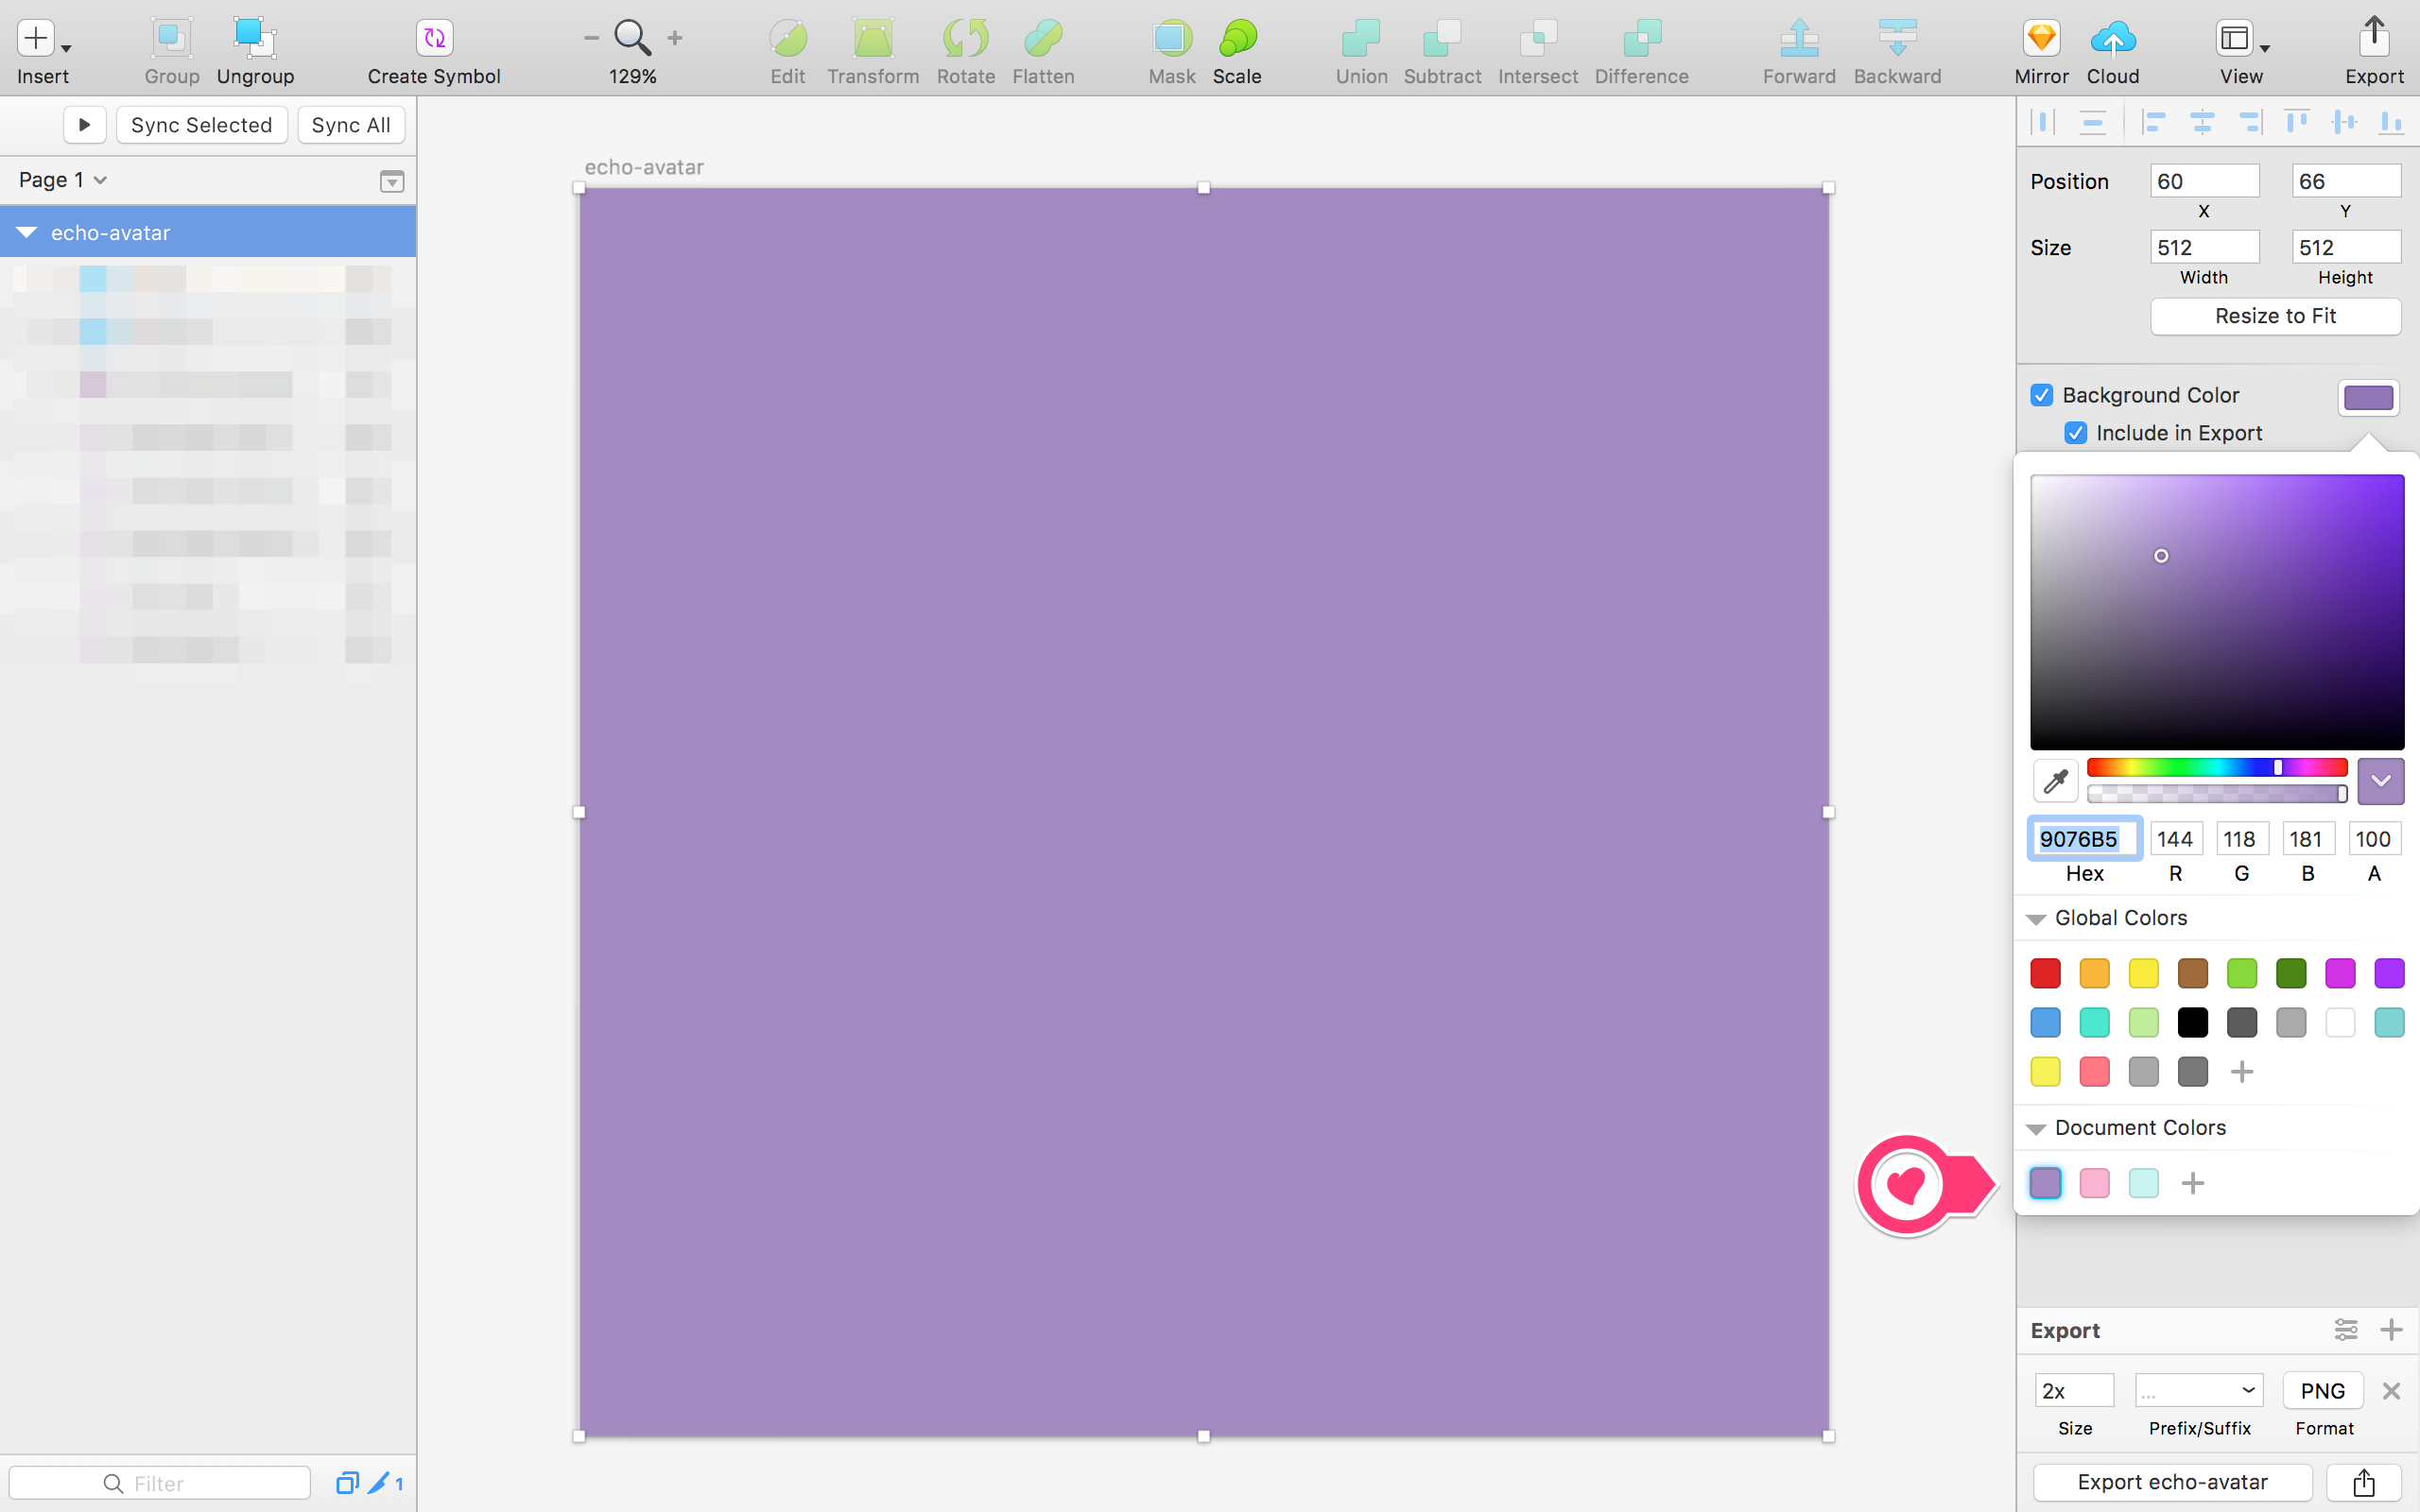 Insert
Group
Ungroup
Create Symbol
129%
Edit
Transform
Rotate
Flatten
Mask
Scale
Union
Subtract
Intersect
Difference
Forward
Backward
Mirror
Cloud
View
Export
Sync Selected
Sync All
Page 1
echo-avatar
Filter
1
echo-avatar
Position
60
66
X
Y
Size
512
512
Width
Height
Resize to Fit
Background Color
Include in Export
9076B5
144
118
181
100
Hex
R
G
B
A
Global Colors
Document Colors
Export
2x
...
PNG
Size
Prefix/Suffix
Format
Export echo-avatar